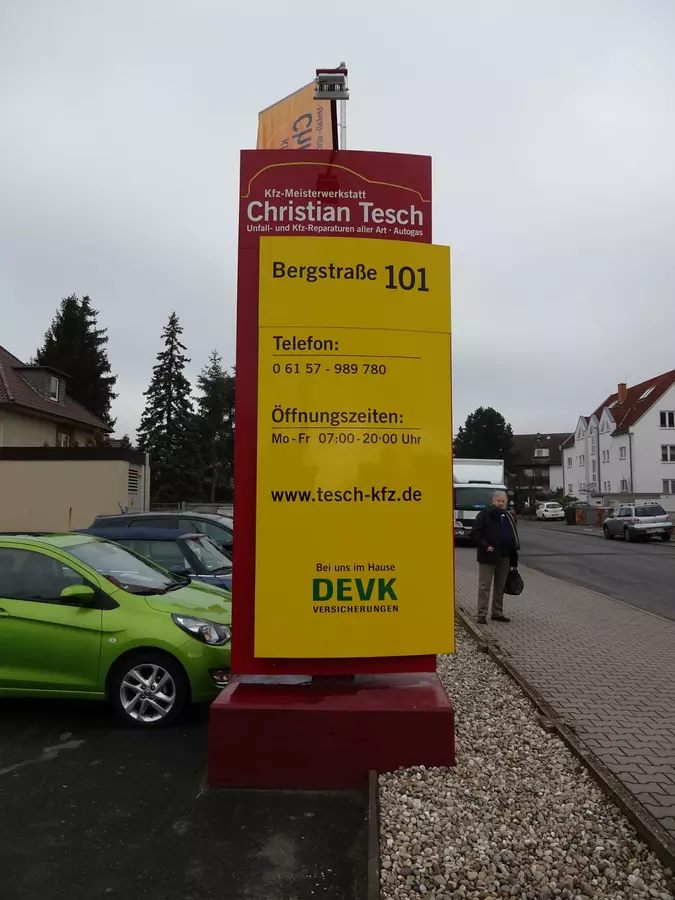 Kfz-Meisterwerkstatt
Christian Tesch
Unfall- und Kfz-Reparaturen aller Art · Autogas
Bergstraße 101
Telefon:
0 61 57 - 989 780
Öffnungszeiten:
Mo - Fr 07:00 - 20:00 Uhr
www.tesch-kfz.de
Bei uns im Hause
DEVK
VERSICHERUNGEN